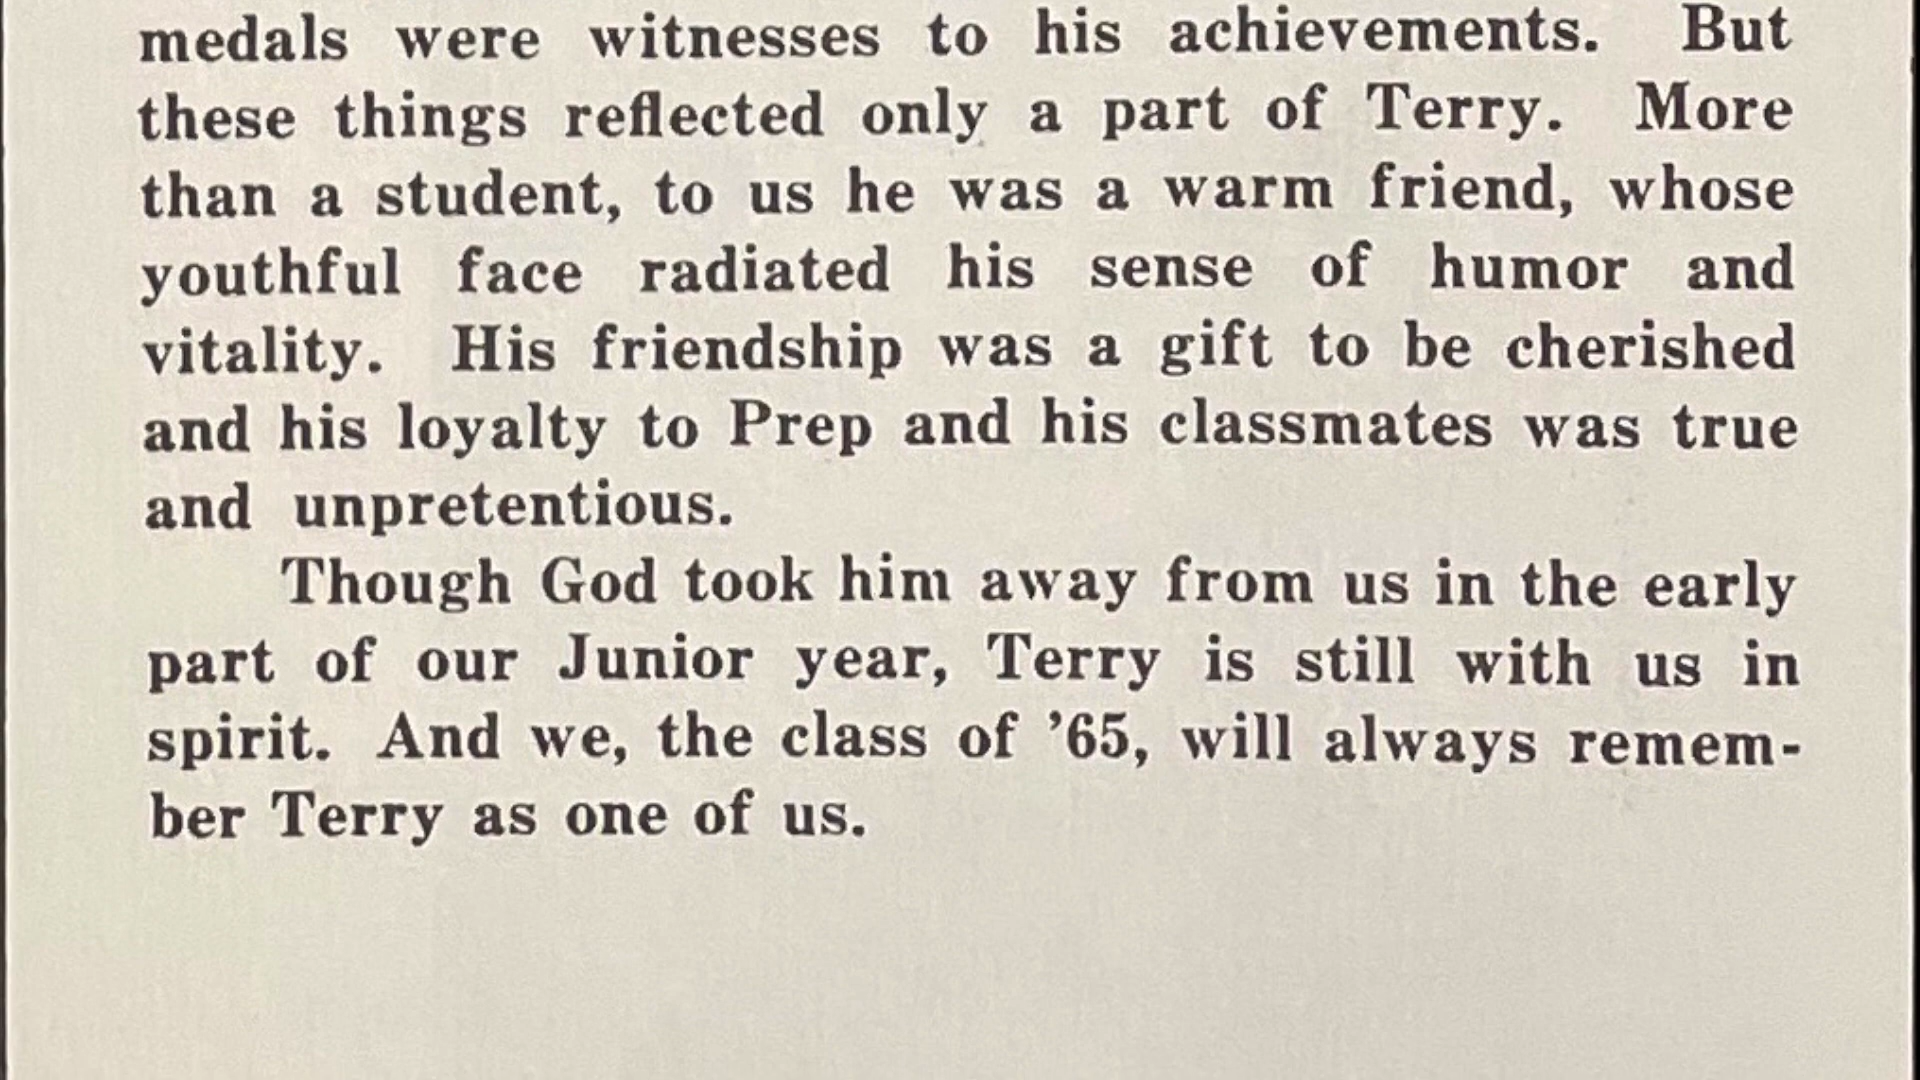 medals were witnesses to his achievements. But
these things reflected only a part of Terry. More
than a student, to us he was a warm friend, whose
youthful face radiated his sense of humor and
vitality. His friendship was a gift to be cherished
and his loyalty to Prep and his classmates was true
and unpretentious.
Though God took him away from us in the early
part of our Junior year, Terry is still with us in
spirit. And we, the class of ’65, will always remem-
ber Terry as one of us.